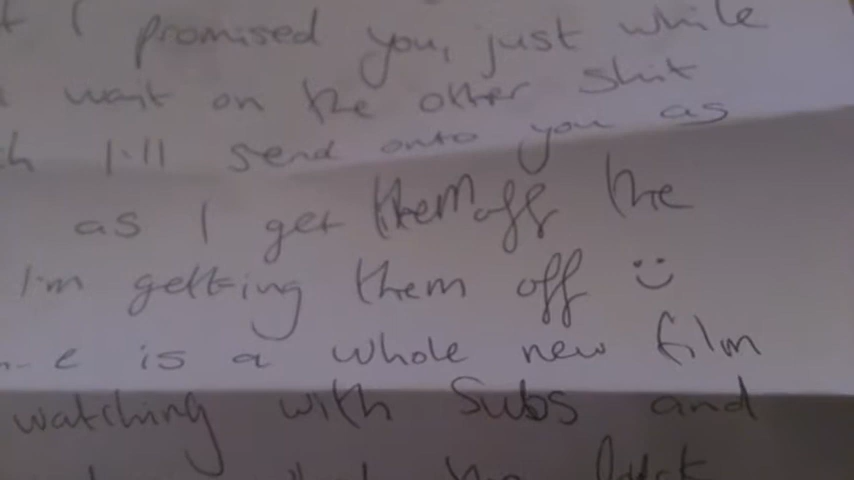 I promised you, just while
wait on the other shit
I'll send onto you as
as I get them off the
I'm getting them off :)
is a whole new film
watching with Subs and
the